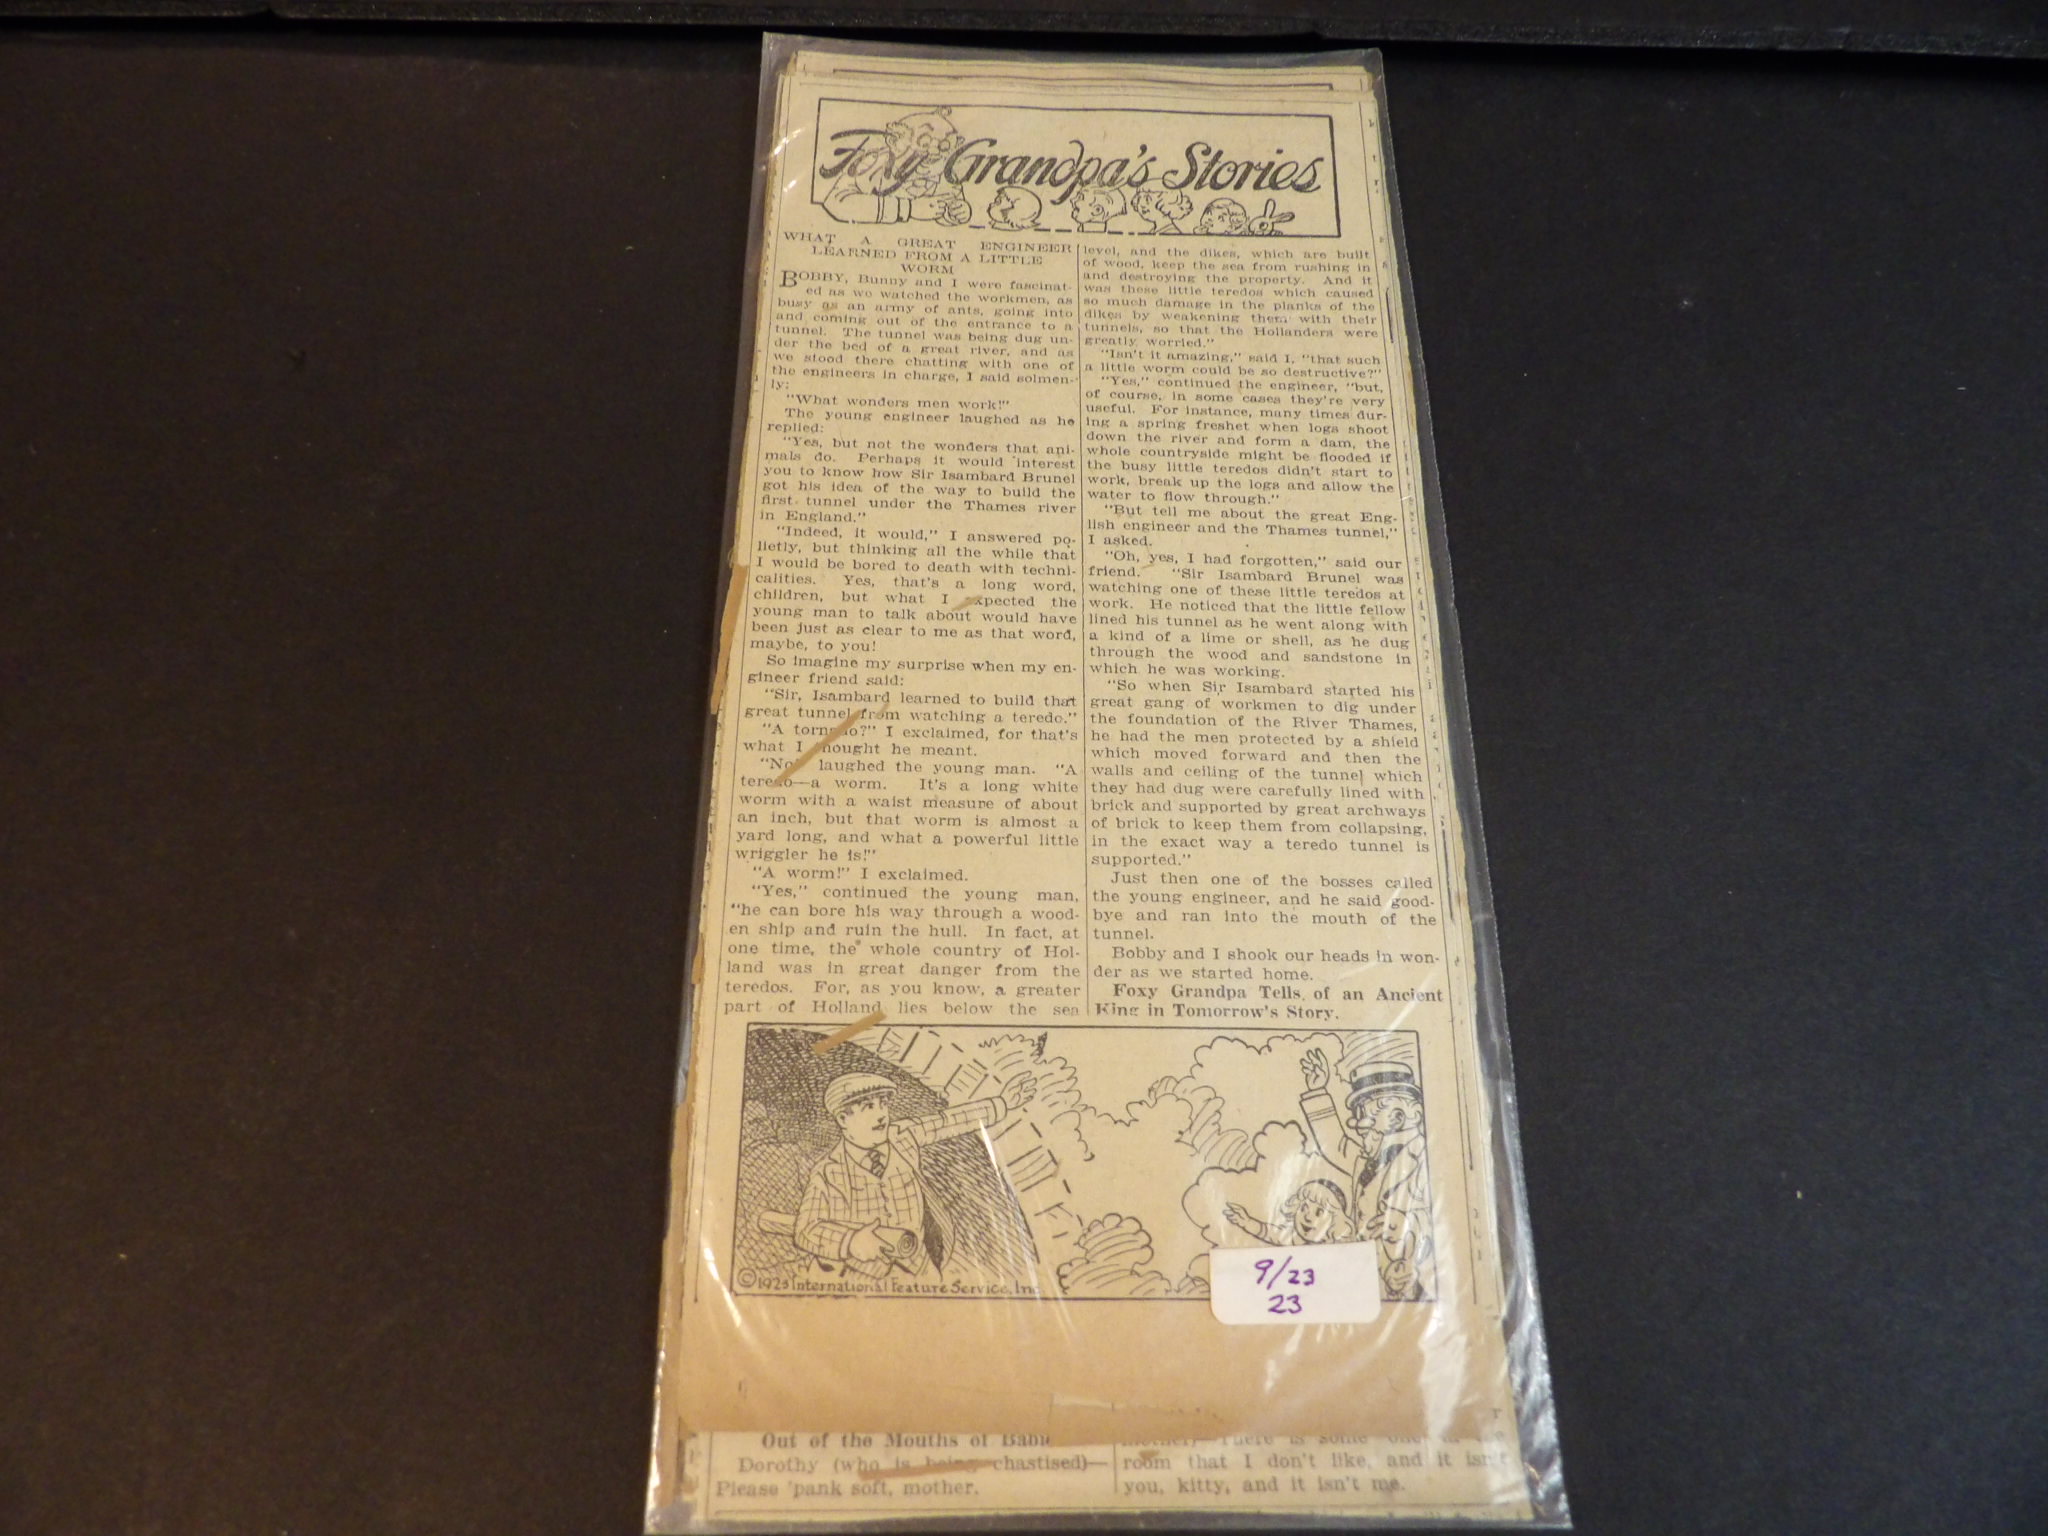 Foxy Grandpa's Stories
WHAT A GREAT ENGINEER
LEARNED FROM A LITTLE
WORM
BOBBY, Bunny and I were fascinat-
ed as we watched the workmen, as
busy as an army of ants, going into
and coming out of the entrance to a
tunnel. The tunnel was being dug un-
der the bed of a great river, and as
we stood there chatting with one of
the engineers in charge, I said solmen-
ly:
"What wonders men work!"
The young engineer laughed as he
replied:
"Yes, but not the wonders that ani-
mals do. Perhaps it would interest
you to know how Sir Isambard Brunel
got his idea of the way to build the
first tunnel under the Thames river
in England."
"Indeed, it would," I answered po-
lietly, but thinking all the while that
I would be bored to death with techni-
calities. Yes, that's a long word,
children, but what I expected the
young man to talk about would have
been just as clear to me as that word,
maybe, to you!
So imagine my surprise when my en-
gineer friend said:
"Sir, Isambard learned to build that
great tunnel from watching a teredo."
"A tornado?" I exclaimed, for that's
what I thought he meant.
"No" laughed the young man. "A
teredo—a worm. It's a long white
worm with a waist measure of about
an inch, but that worm is almost a
yard long, and what a powerful little
wriggler he is!"
"A worm!" I exclaimed.
"Yes," continued the young man,
"he can bore his way through a wood-
en ship and ruin the hull. In fact, at
one time, the whole country of Hol-
land was in great danger from the
teredos. For, as you know, a greater
part of Holland lies below the sea
level, and the dikes, which are built
of wood, keep the sea from rushing in
and destroying the property. And it
was these little teredos which caused
so much damage in the planks of the
dikes by weakening them with their
tunnels, so that the Hollanders were
greatly worried."
"Isn't it amazing," said I, "that such
a little worm could be so destructive?"
"Yes," continued the engineer, "but,
of course, in some cases they're very
useful. For instance, many times dur-
ing a spring freshet when logs shoot
down the river and form a dam, the
whole countryside might be flooded if
the busy little teredos didn't start to
work, break up the logs and allow the
water to flow through."
"But tell me about the great Eng-
lish engineer and the Thames tunnel,"
I asked.
"Oh, yes, I had forgotten," said our
friend. "Sir Isambard Brunel was
watching one of these little teredos at
work. He noticed that the little fellow
lined his tunnel as he went along with
a kind of a lime or shell, as he dug
through the wood and sandstone in
which he was working.
"So when Sir Isambard started his
great gang of workmen to dig under
the foundation of the River Thames,
he had the men protected by a shield
which moved forward and then the
walls and ceiling of the tunnel which
they had dug were carefully lined with
brick and supported by great archways
of brick to keep them from collapsing,
in the exact way a teredo tunnel is
supported."
Just then one of the bosses called
the young engineer, and he said good-
bye and ran into the mouth of the
tunnel.
Bobby and I shook our heads in won-
der as we started home.
Foxy Grandpa Tells of an Ancient
King in Tomorrow's Story.
© 1923 International Feature Service, Inc
9/23
23
Out of the Mouths of
Dorothy (who is being chastised)—
Please 'pank soft, mother.
There is some one in the
room that I don't like, and it isn't
you, kitty, and it isn't me.